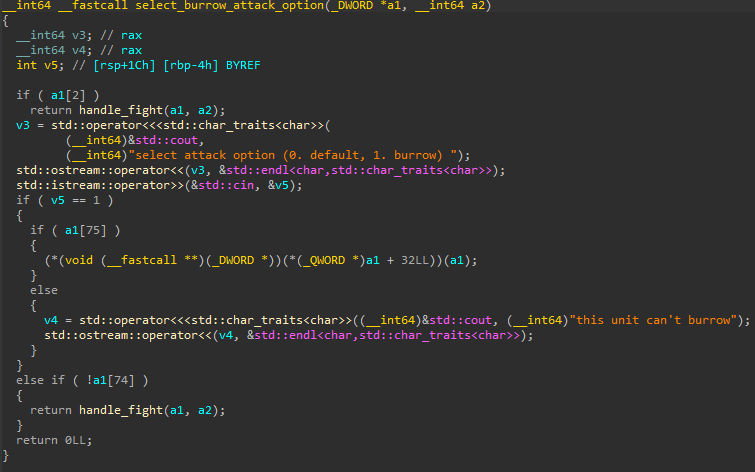 __int64 __fastcall select_burrow_attack_option(_DWORD *a1, __int64 a2)
{
  __int64 v3; // rax
  __int64 v4; // rax
  int v5; // [rsp+1Ch] [rbp-4h] BYREF

  if ( a1[2] )
    return handle_fight(a1, a2);
  v3 = std::operator<<<std::char_traits<char>>(
         (__int64)&std::cout,
         (__int64)"select attack option (0. default, 1. burrow) ");
  std::ostream::operator<<(v3, &std::endl<char,std::char_traits<char>>);
  std::istream::operator>>(&std::cin, &v5);
  if ( v5 == 1 )
  {
    if ( a1[75] )
    {
      (*(void (__fastcall **)(_DWORD *))(*(_QWORD *)a1 + 32LL))(a1);
    }
    else
    {
      v4 = std::operator<<<std::char_traits<char>>((__int64)&std::cout, (__int64)"this unit can't burrow");
      std::ostream::operator<<(v4, &std::endl<char,std::char_traits<char>>);
    }
  }
  else if ( !a1[74] )
  {
    return handle_fight(a1, a2);
  }
  return 0LL;
}